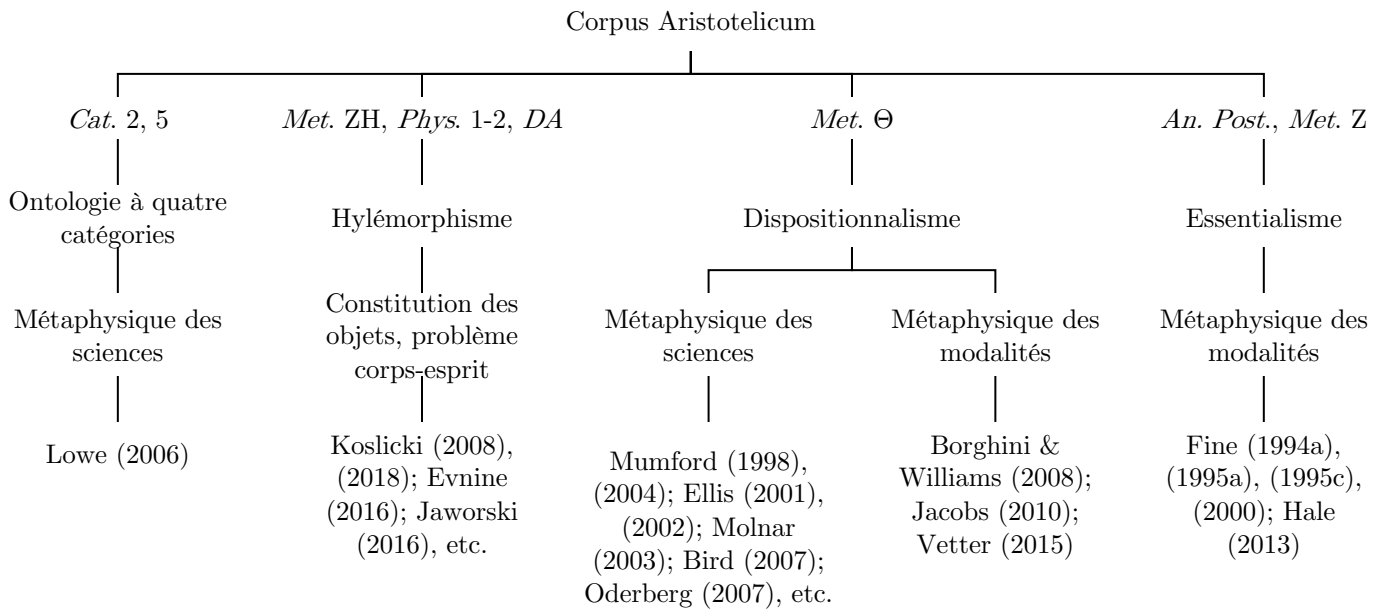 Corpus Aristotelicum
Cat. 2, 5
Met. ZH, Phys. 1-2, DA
Met. Θ
An. Post., Met. Z
Ontologie à quatre
catégories
Hylémorphisme
Dispositionnalisme
Essentialisme
Métaphysique des
sciences
Constitution des
objets, problème
corps-esprit
Métaphysique des
sciences
Métaphysique des
modalités
Métaphysique des
modalités
Lowe (2006)
Koslicki (2008),
(2018); Evnine
(2016); Jaworski
(2016), etc.
Mumford (1998),
(2004); Ellis (2001),
(2002); Molnar
(2003); Bird (2007);
Oderberg (2007), etc.
Borghini &
Williams (2008);
Jacobs (2010);
Vetter (2015)
Fine (1994a),
(1995a), (1995c),
(2000); Hale
(2013)